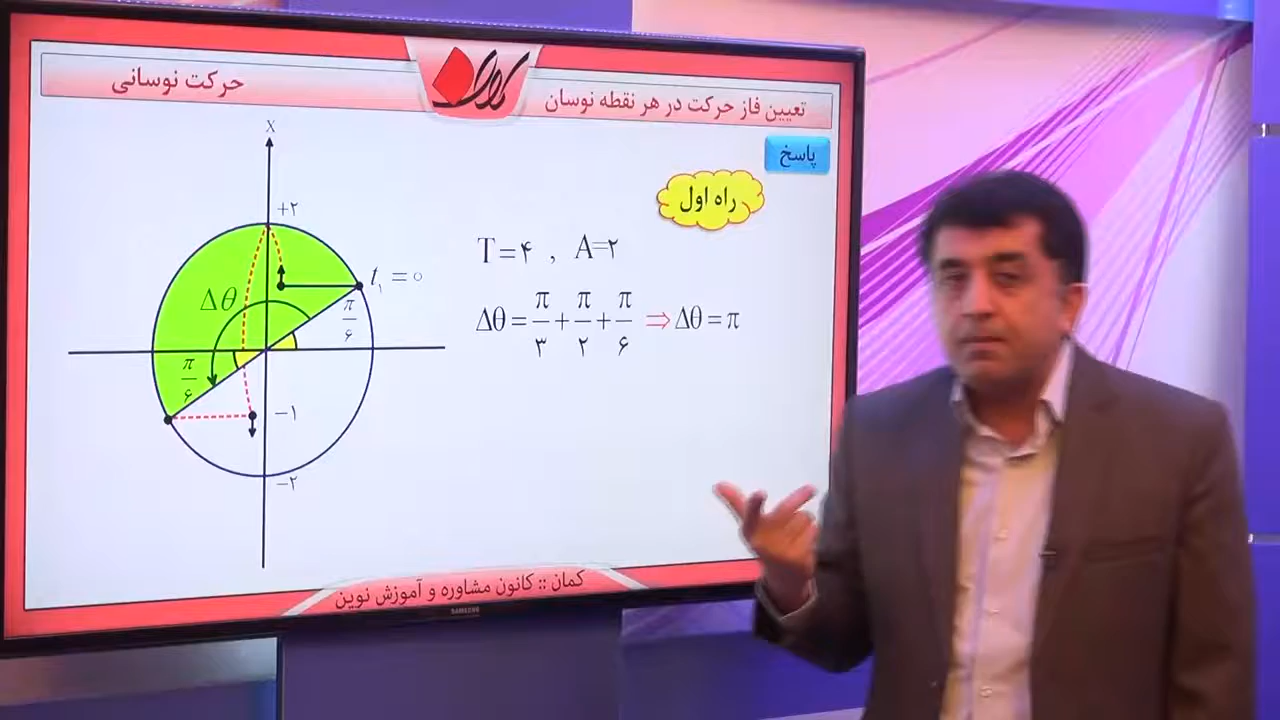 تعیین فاز حرکت در هر نقطه نوسان
حرکت نوسانی
پاسخ
راه اول
X
+۲
t₁ = ۰
Δθ
π/۶
π/۶
−۱
−۲
T=۴ , A=۲
Δθ = π/۳ + π/۲ + π/۶ ⇒ Δθ = π
کمان :: کانون مشاوره و آموزش نوین
SAMSUNG